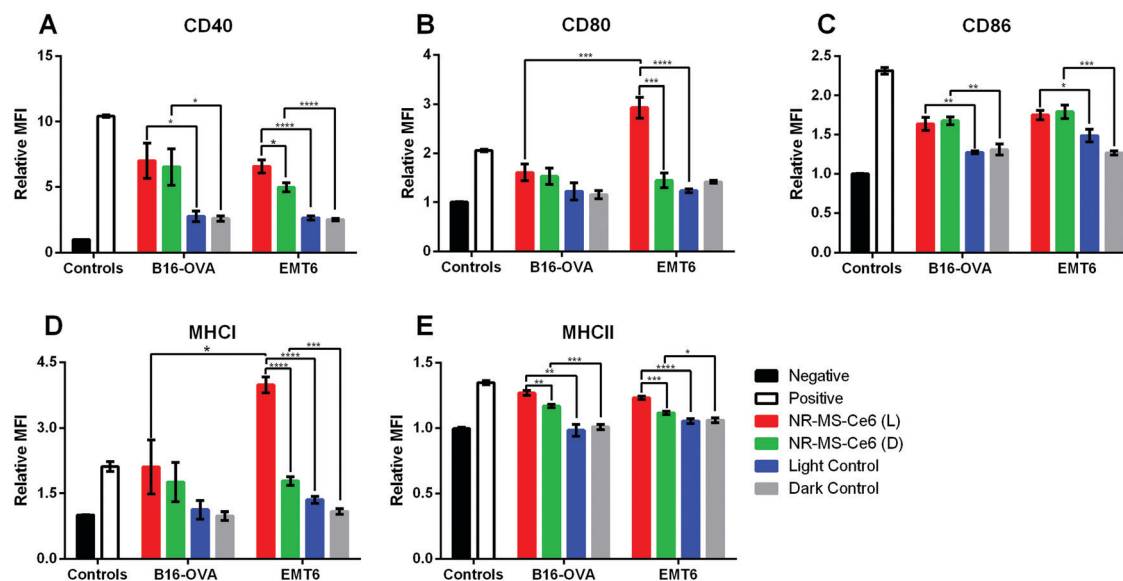 A
CD40
Relative MFI
15
10
5
0
*
*
****
****
*
Controls
B16-OVA
EMT6
B
CD80
Relative MFI
4
3
2
1
0
***
****
***
Controls
B16-OVA
EMT6
C
CD86
Relative MFI
2.5
2.0
1.5
1.0
0.5
0.0
**
**
***
*
Controls
B16-OVA
EMT6
D
MHCI
Relative MFI
4.5
3.0
1.5
0.0
*
***
****
****
Controls
B16-OVA
EMT6
E
MHCII
Relative MFI
1.5
1.0
0.5
0.0
***
**
**
*
****
***
Controls
B16-OVA
EMT6
Negative
Positive
NR-MS-Ce6 (L)
NR-MS-Ce6 (D)
Light Control
Dark Control